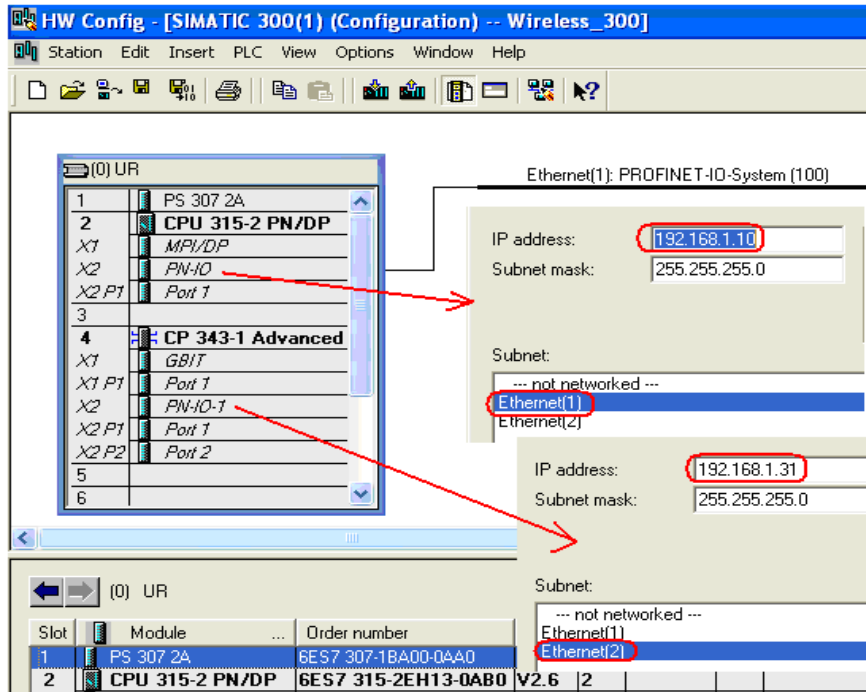 HW Config - [SIMATIC 300(1) (Configuration) -- Wireless_300]
Station Edit Insert PLC View Options Window Help
(0) UR
1 PS 307 2A
2 CPU 315-2 PN/DP
X1 MPI/DP
X2 PN-IO
X2 P1 Port 1
3
4 CP 343-1 Advanced
X1 GBIT
X1 P1 Port 1
X2 PN-IO-1
X2 P1 Port 1
X2 P2 Port 2
5
6
Ethernet(1): PROFINET-IO-System (100)
IP address: 192.168.1.10
Subnet mask: 255.255.255.0
Subnet:
--- not networked ---
Ethernet(1)
Ethernet(2)
IP address: 192.168.1.31
Subnet mask: 255.255.255.0
Subnet:
--- not networked ---
Ethernet(1)
Ethernet(2)
(0) UR
Slot Module ... Order number
1 PS 307 2A 6ES7 307-1BA00-0AA0
2 CPU 315-2 PN/DP 6ES7 315-2EH13-0AB0 V2.6 2